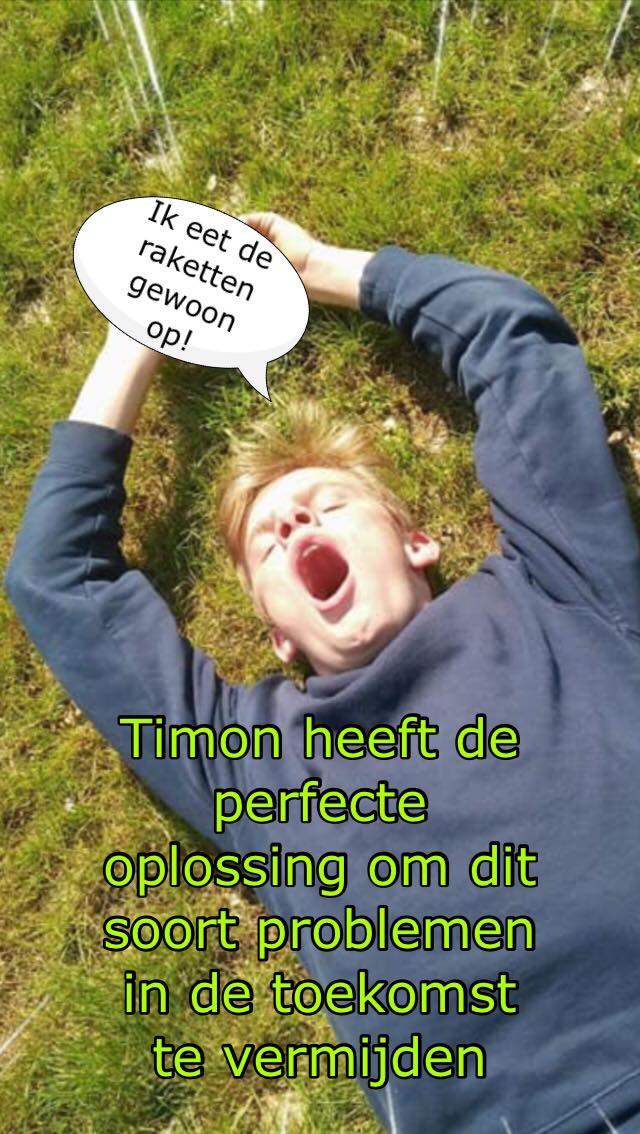 Ik eet de
raketten
gewoon
op!
Timon heeft de
perfecte
oplossing om dit
soort problemen
in de toekomst
te vermijden